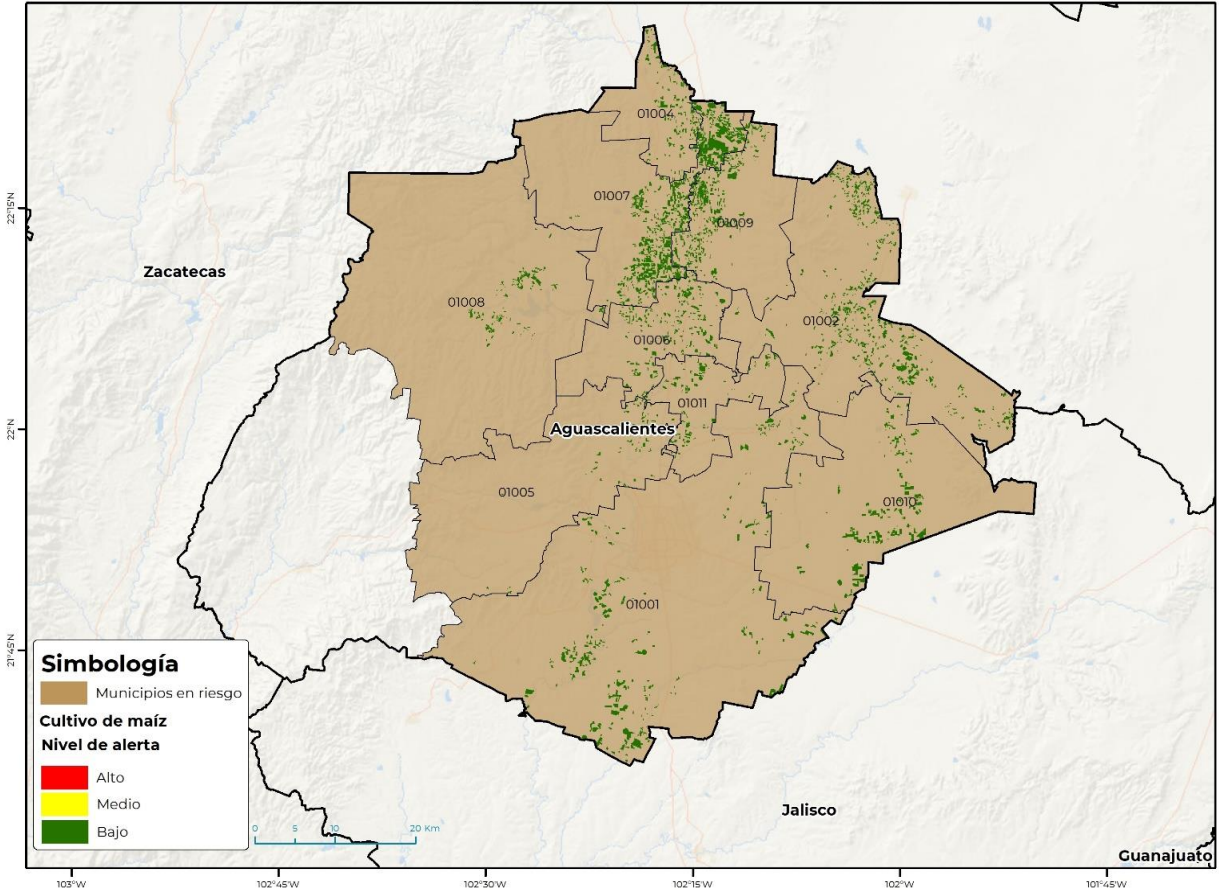 01004
22°15'N
01007
01009
Zacatecas
01008
01002
01006
01011
22°N
Aguascalientes
01005
01010
01001
21°45'N
Simbología
Municipios en riesgo
Cultivo de maíz
Nivel de alerta
Alto
Medio
Bajo
0 5 10 20 Km
Jalisco
Guanajuato
103°W 102°45'W 102°30'W 102°15'W 102°W 101°45'W